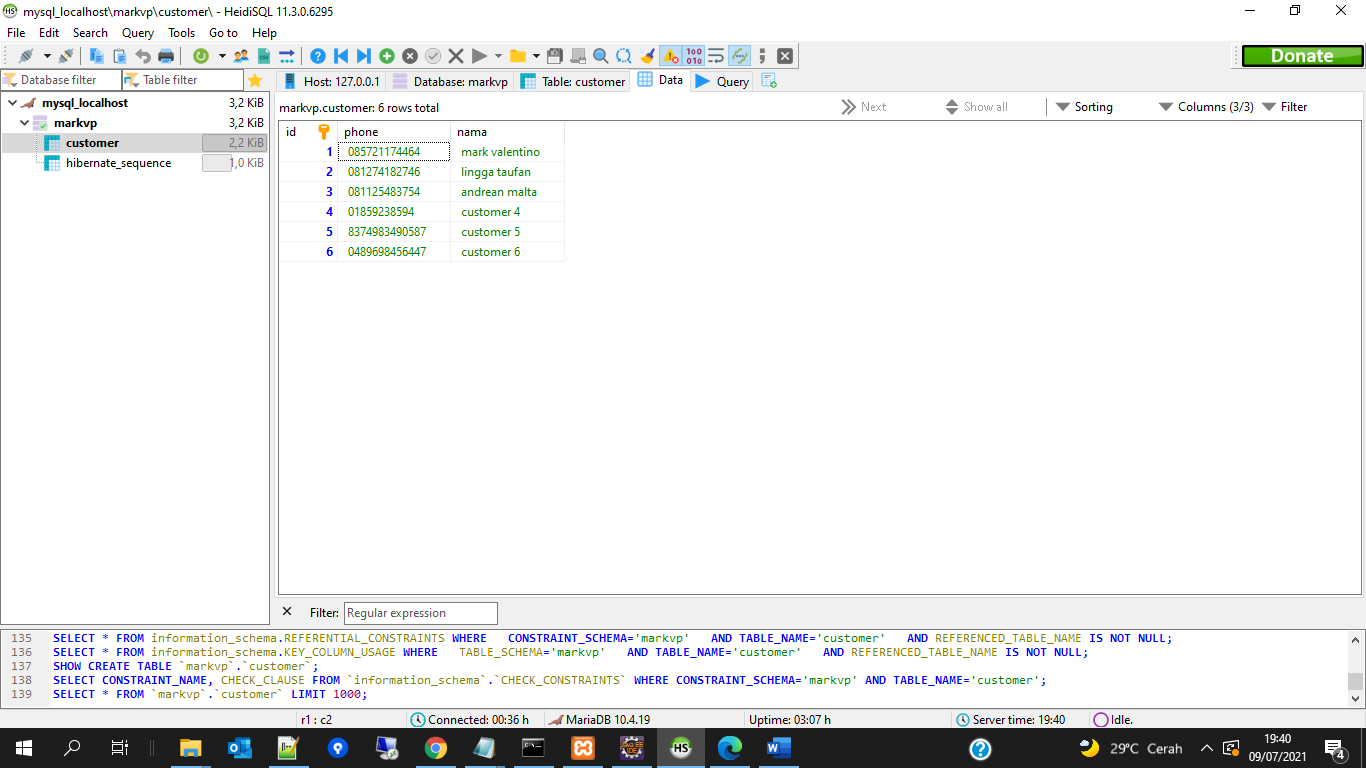 mysql_localhost\markvp\customer\ - HeidiSQL 11.3.0.6295
File Edit Search Query Tools Go to Help
Donate
Database filter Table filter
Host: 127.0.0.1 Database: markvp Table: customer Data Query
mysql_localhost 3,2 KiB
markvp 3,2 KiB
customer 2,2 KiB
hibernate_sequence 1,0 KiB
markvp.customer: 6 rows total Next Show all Sorting Columns (3/3) Filter
id phone nama
1 085721174464 mark valentino
2 081274182746 lingga taufan
3 081125483754 andrean malta
4 01859238594 customer 4
5 8374983490587 customer 5
6 0489698456447 customer 6
Filter: Regular expression
135 SELECT * FROM information_schema.REFERENTIAL_CONSTRAINTS WHERE CONSTRAINT_SCHEMA='markvp' AND TABLE_NAME='customer' AND REFERENCED_TABLE_NAME IS NOT NULL;
136 SELECT * FROM information_schema.KEY_COLUMN_USAGE WHERE TABLE_SCHEMA='markvp' AND TABLE_NAME='customer' AND REFERENCED_TABLE_NAME IS NOT NULL;
137 SHOW CREATE TABLE `markvp`.`customer`;
138 SELECT CONSTRAINT_NAME, CHECK_CLAUSE FROM `information_schema`.`CHECK_CONSTRAINTS` WHERE CONSTRAINT_SCHEMA='markvp' AND TABLE_NAME='customer';
139 SELECT * FROM `markvp`.`customer` LIMIT 1000;
r1 : c2 Connected: 00:36 h MariaDB 10.4.19 Uptime: 03:07 h Server time: 19:40 Idle.
29°C Cerah
19:40
09/07/2021
4